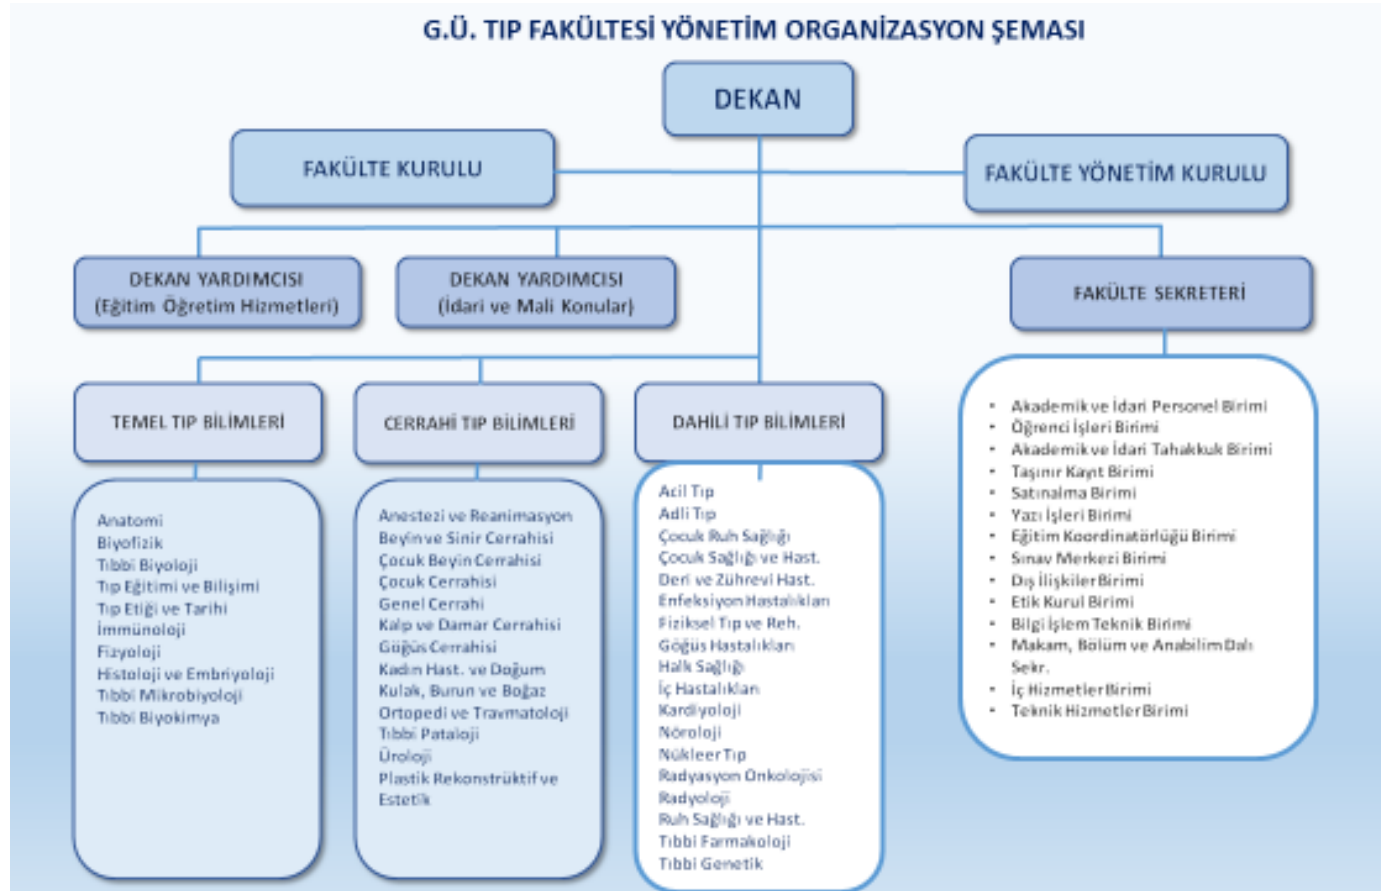 G.Ü. TIP FAKÜLTESİ YÖNETİM ORGANİZASYON ŞEMASI
DEKAN
FAKÜLTE KURULU
FAKÜLTE YÖNETİM KURULU
DEKAN YARDIMCISI
(Eğitim Öğretim Hizmetleri)
DEKAN YARDIMCISI
(İdari ve Mali Konular)
FAKÜLTE SEKRETERİ
TEMEL TIP BİLİMLERİ
CERRAHİ TIP BİLİMLERİ
DAHİLİ TIP BİLİMLERİ
Anatomi
Biyofizik
Tıbbi Biyoloji
Tıp Eğitimi ve Bilişimi
Tıp Etiği ve Tarihi
İmmünoloji
Fizyoloji
Histoloji ve Embriyoloji
Tıbbi Mikrobiyoloji
Tıbbi Biyokimya
Anestezi ve Reanimasyon
Beyin ve Sinir Cerrahisi
Çocuk Beyin Cerrahisi
Çocuk Cerrahisi
Genel Cerrahi
Kalp ve Damar Cerrahisi
Göğüs Cerrahisi
Kadın Hast. ve Doğum
Kulak, Burun ve Boğaz
Ortopedi ve Travmatoloji
Tıbbi Pataloji
Üroloji
Plastik Rekonstrüktif ve
Estetik
Acil Tıp
Adli Tıp
Çocuk Ruh Sağlığı
Çocuk Sağlığı ve Hast.
Deri ve Zührevi Hast.
Enfeksiyon Hastalıkları
Fiziksel Tıp ve Reh.
Göğüs Hastalıkları
Halk Sağlığı
İç Hastalıkları
Kardiyoloji
Nöroloji
Nükleer Tıp
Radyasyon Onkolojisi
Radyoloji
Ruh Sağlığı ve Hast.
Tıbbi Farmakoloji
Tıbbi Genetik
• Akademik ve İdari Personel Birimi
• Öğrenci İşleri Birimi
• Akademik ve İdari Tahakkuk Birimi
• Taşınır Kayıt Birimi
• Satınalma Birimi
• Yazı İşleri Birimi
• Eğitim Koordinatörlüğü Birimi
• Sınav Merkezi Birimi
• Dış İlişkiler Birimi
• Etik Kurul Birimi
• Bilgi İşlem Teknik Birimi
• Makam, Bölüm ve Anabilim Dalı
Sekr.
• İç Hizmetler Birimi
• Teknik Hizmetler Birimi